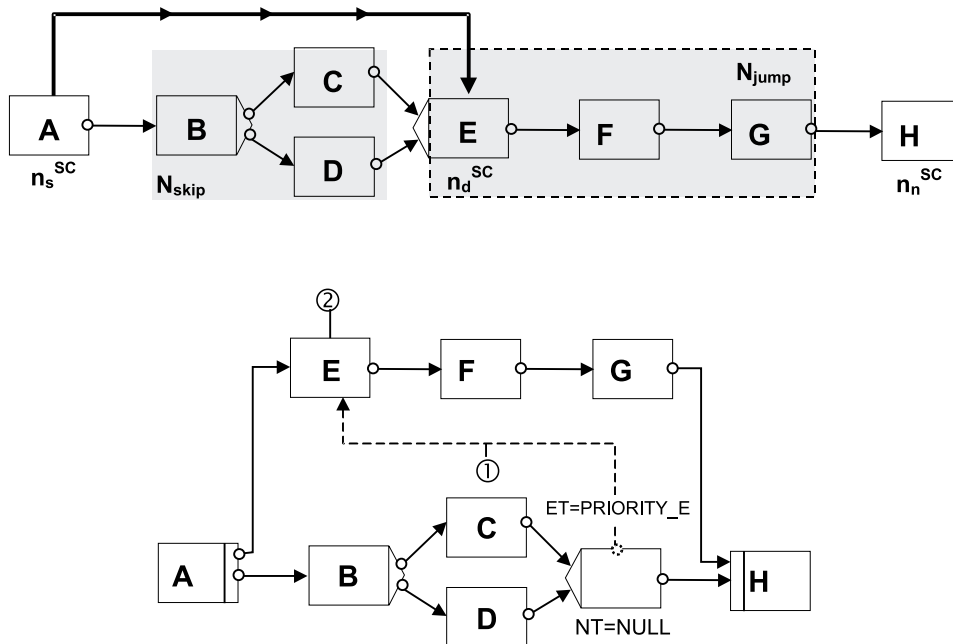 C
N_jump
A
B
E
F
G
H
D
n_s^SC
N_skip
n_d^SC
n_n^SC
②
E
F
G
①
ET=PRIORITY_E
C
A
B
H
D
NT=NULL